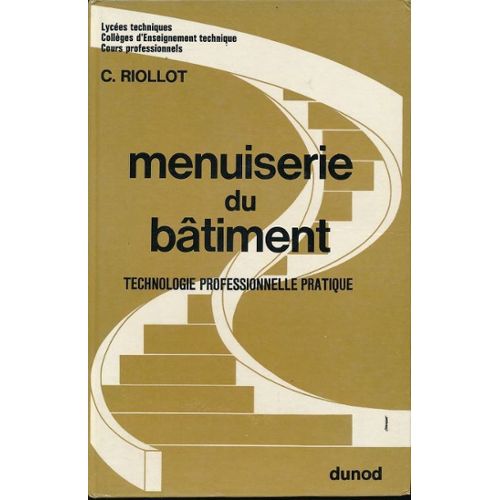 Lycées techniques
Collèges d'Enseignement technique
Cours professionnels
C. RIOLLOT
menuiserie
du
bâtiment
TECHNOLOGIE PROFESSIONNELLE PRATIQUE
dunod